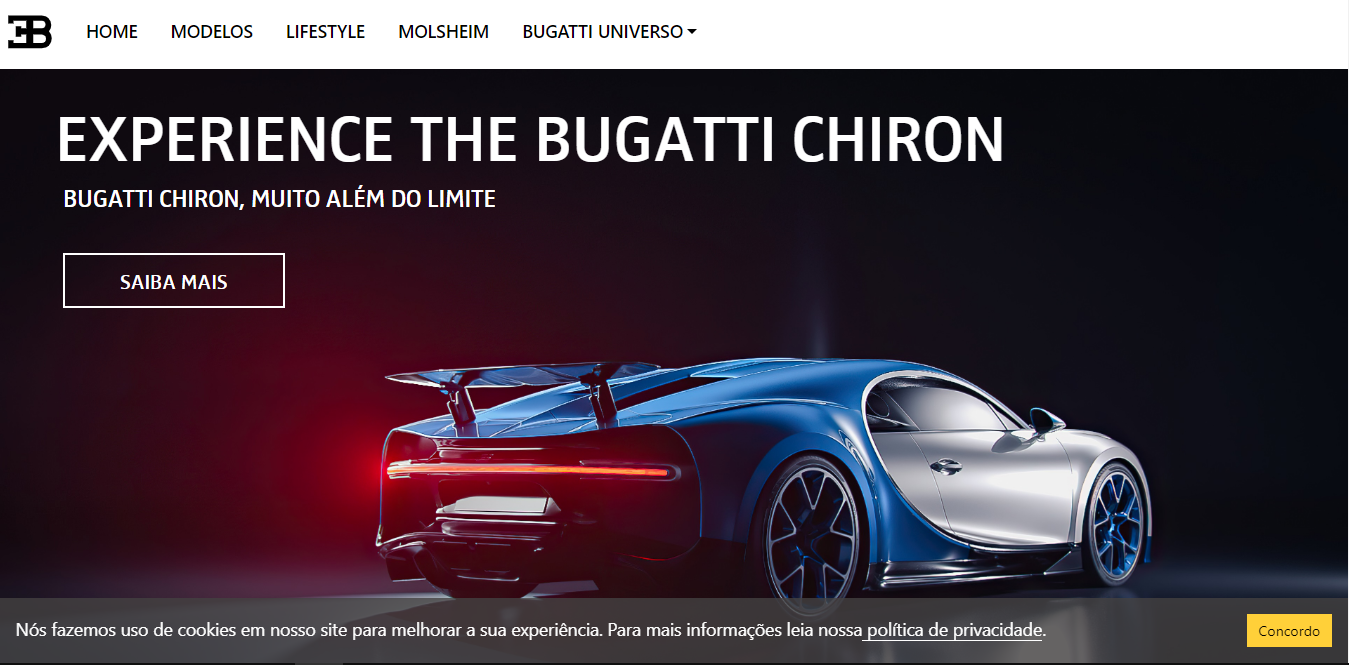 EB
HOME MODELOS LIFESTYLE MOLSHEIM BUGATTI UNIVERSO
EXPERIENCE THE BUGATTI CHIRON
BUGATTI CHIRON, MUITO ALÉM DO LIMITE
SAIBA MAIS
Nós fazemos uso de cookies em nosso site para melhorar a sua experiência. Para mais informações leia nossa política de privacidade. Concordo